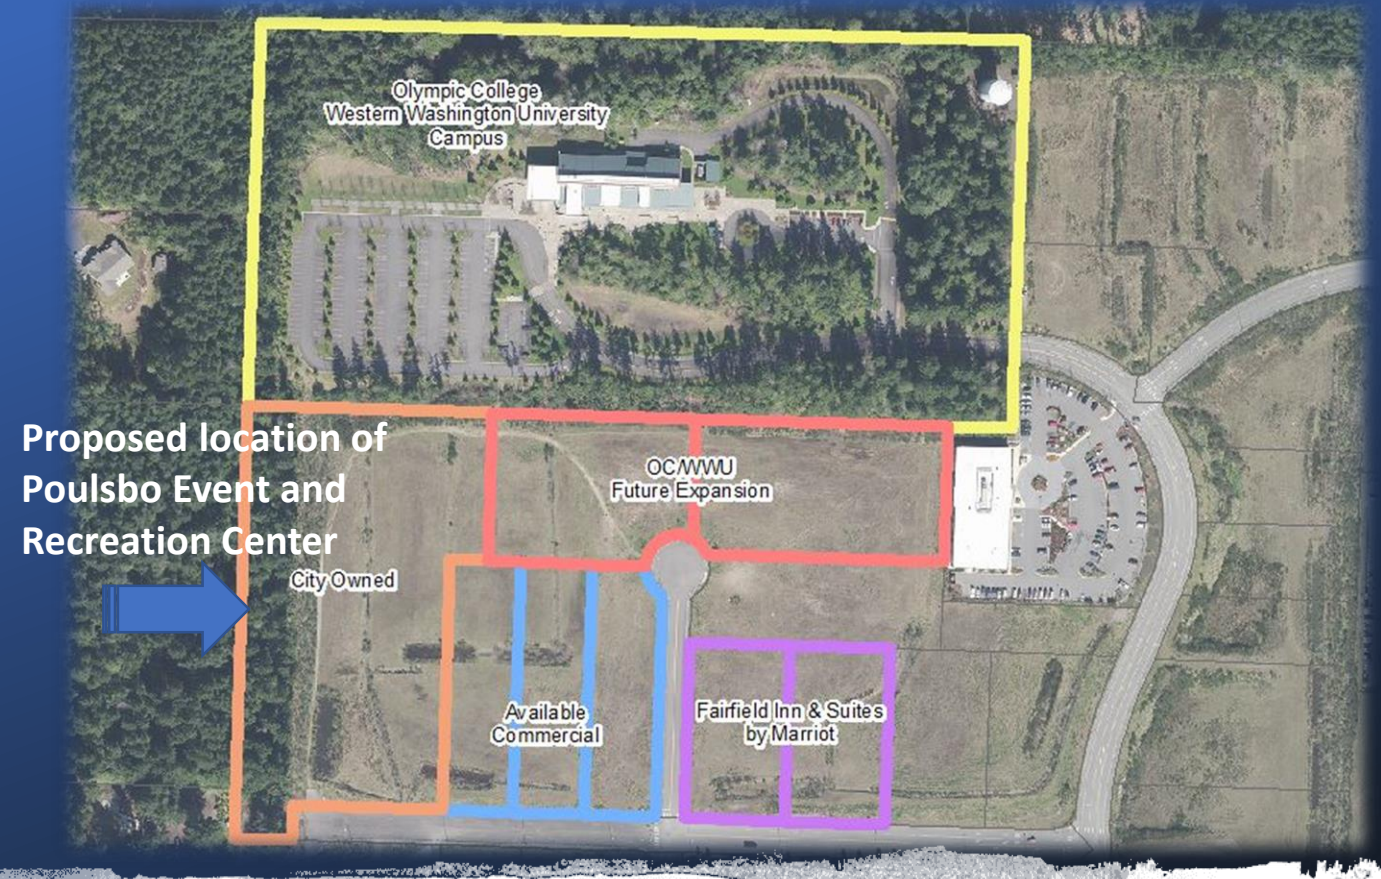 Olympic College
Western Washington University
Campus
Proposed location of
Poulsbo Event and
Recreation Center
OC/WWU
Future Expansion
City Owned
Available
Commercial
Fairfield Inn & Suites
by Marriot